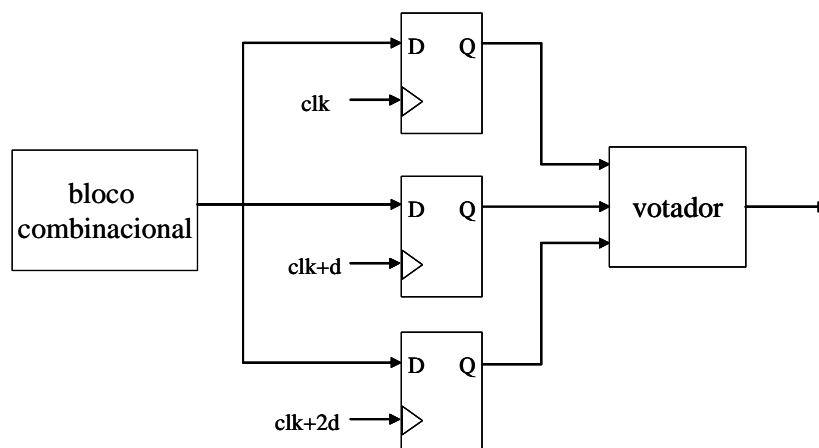 D Q
clk
bloco
combinacional
D Q
clk+d
votador
D Q
clk+2d